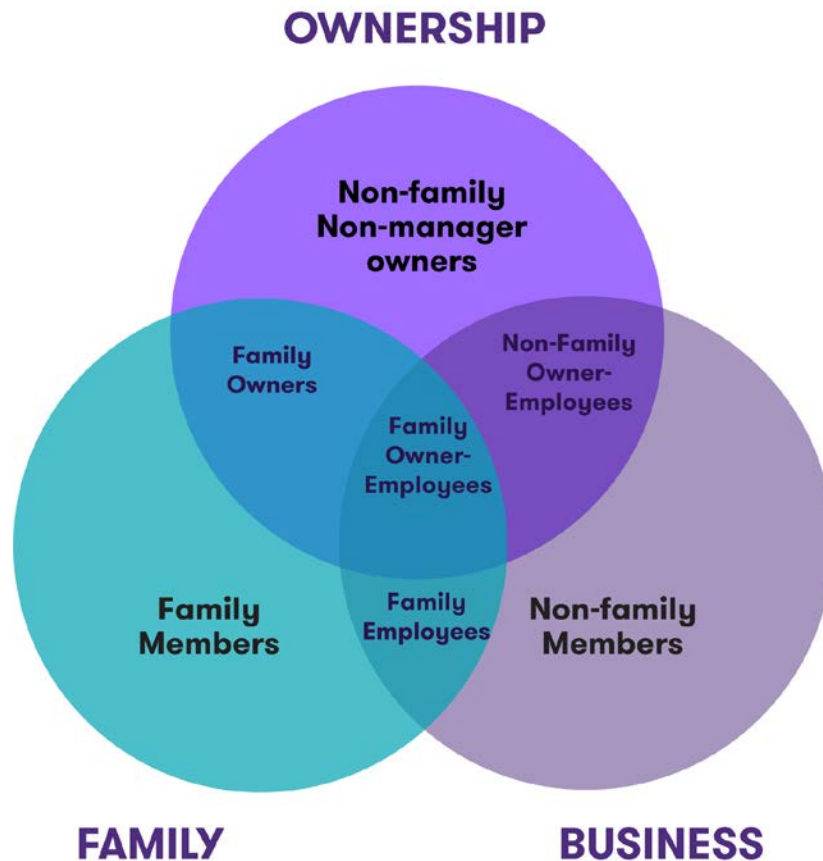 OWNERSHIP
Non-family
Non-manager
owners
Family
Owners
Non-Family
Owner-
Employees
Family
Owner-
Employees
Family
Members
Family
Employees
Non-family
Members
FAMILY
BUSINESS